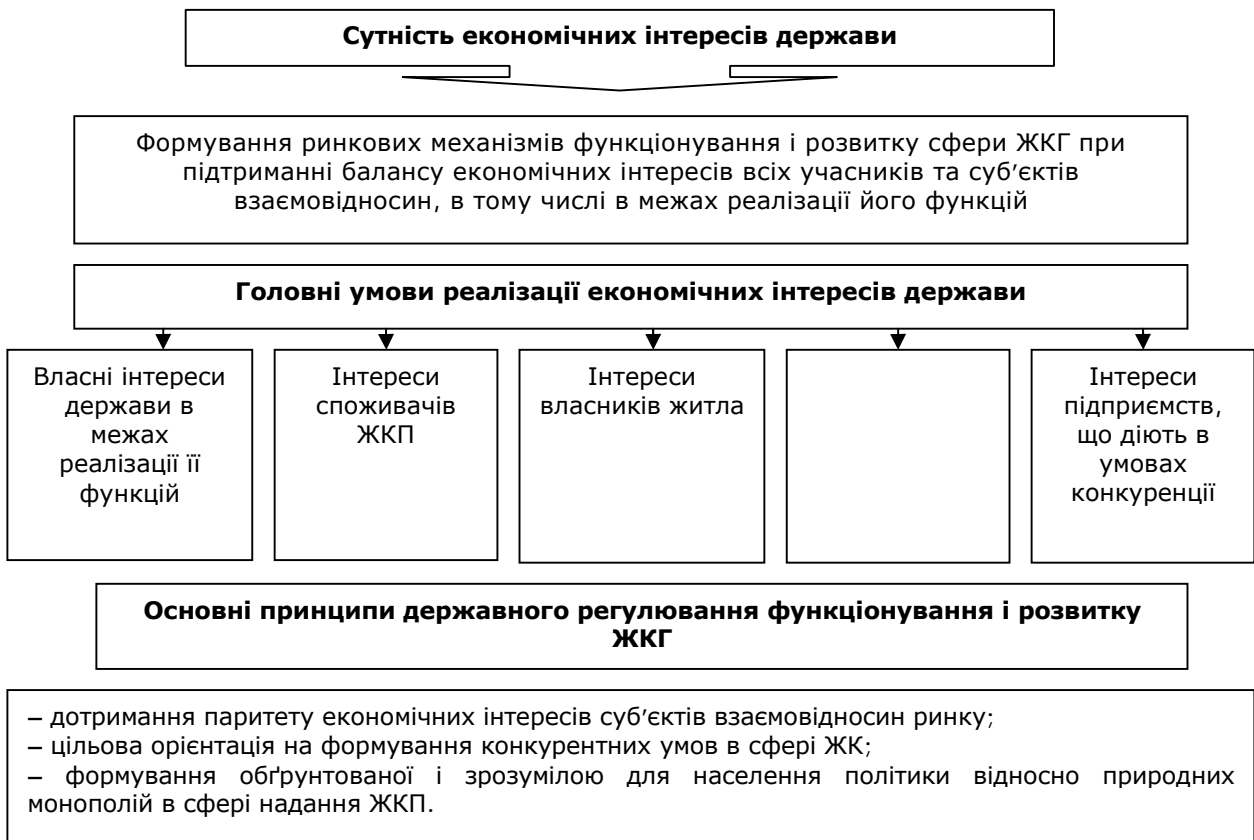 Сутність економічних інтересів держави
Формування ринкових механізмів функціонування і розвитку сфери ЖКГ при
підтриманні балансу економічних інтересів всіх учасників та суб’єктів
взаємовідносин, в тому числі в межах реалізації його функцій
Головні умови реалізації економічних інтересів держави
Власні інтереси
держави в
межах
реалізації її
функцій
Інтереси
споживачів
ЖКП
Інтереси
власників житла
Інтереси
підприємств,
що діють в
умовах
конкуренції
Основні принципи державного регулювання функціонування і розвитку
ЖКГ
– дотримання паритету економічних інтересів суб’єктів взаємовідносин ринку;
– цільова орієнтація на формування конкурентних умов в сфері ЖК;
– формування обґрунтованої і зрозумілою для населення політики відносно природних
монополій в сфері надання ЖКП.